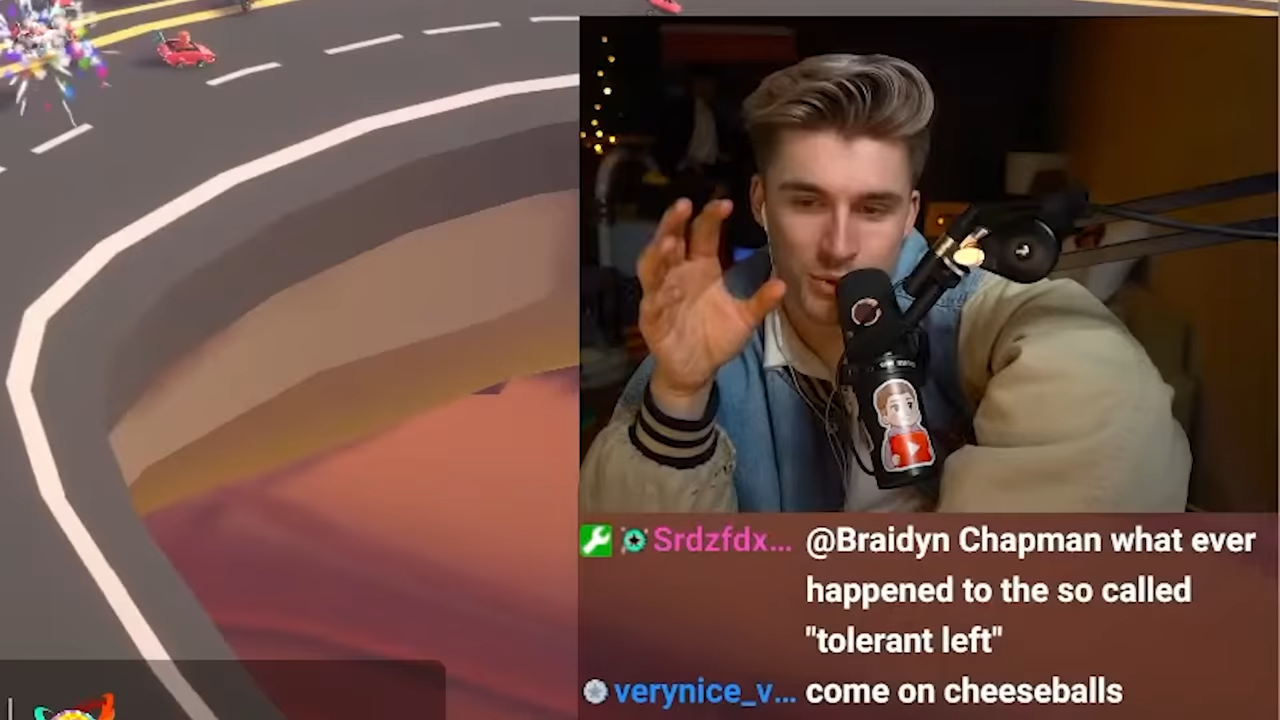 Srdzfdx... @Braidyn Chapman what ever
happened to the so called
"tolerant left"
verynice_v... come on cheeseballs